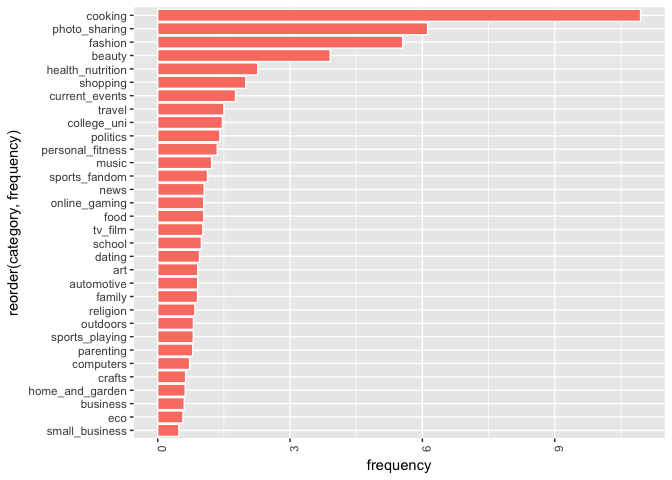 cooking
photo_sharing
fashion
beauty
health_nutrition
shopping
current_events
travel
college_uni
politics
personal_fitness
music
sports_fandom
news
online_gaming
food
tv_film
school
dating
art
automotive
family
religion
outdoors
sports_playing
parenting
computers
crafts
home_and_garden
business
eco
small_business
reorder(category, frequency)
0 3 6 9
frequency